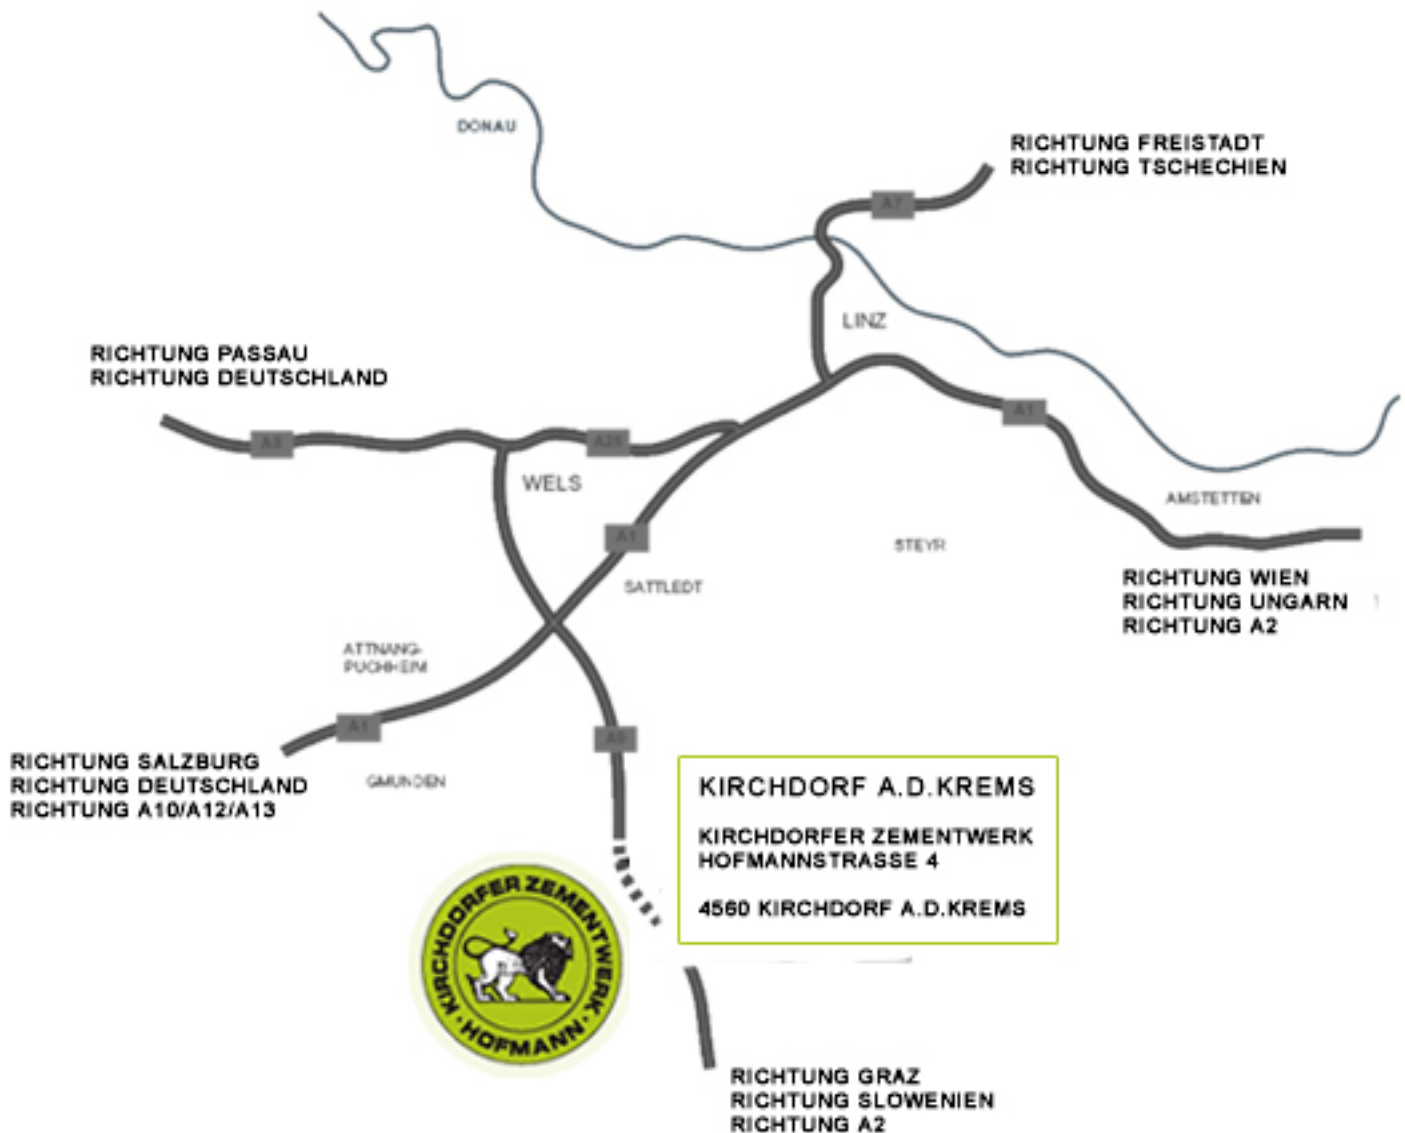 DONAU
RICHTUNG FREISTADT
RICHTUNG TSCHECHIEN
A7
LINZ
RICHTUNG PASSAU
RICHTUNG DEUTSCHLAND
A8
A25
A1
WELS
AMSTETTEN
A1
STEYR
SATTLEDT
RICHTUNG WIEN
RICHTUNG UNGARN
RICHTUNG A2
ATTNANG-
PUCHHEIM
A1
A9
RICHTUNG SALZBURG
RICHTUNG DEUTSCHLAND
RICHTUNG A10/A12/A13
GMUNDEN
KIRCHDORF A.D.KREMS
KIRCHDORFER ZEMENTWERK
HOFMANNSTRASSE 4
4560 KIRCHDORF A.D.KREMS
KIRCHDORFER ZEMENTWERK
· HOFMANN ·
RICHTUNG GRAZ
RICHTUNG SLOWENIEN
RICHTUNG A2